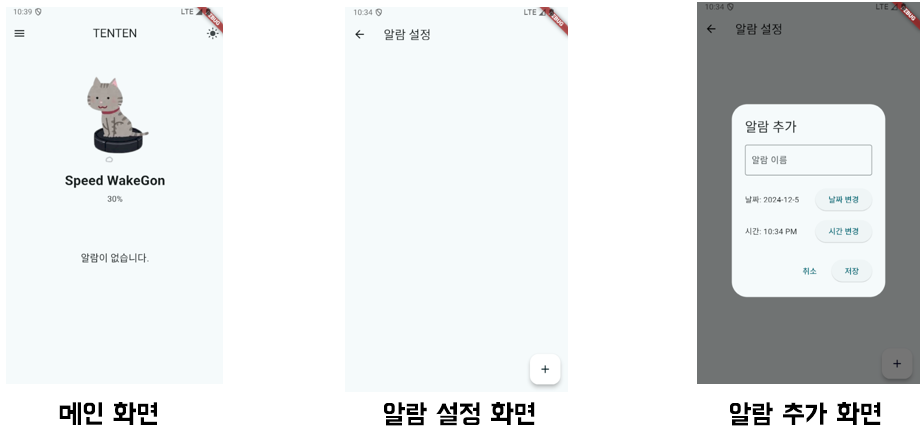 10:39
LTE
DEBUG
TENTEN
Speed WakeGon
30%
알람이 없습니다.
메인 화면
10:34
LTE
DEBUG
알람 설정
+
알람 설정 화면
10:34
LTE
DEBUG
알람 설정
알람 추가
알람 이름
날짜: 2024-12-5
날짜 변경
시간: 10:34 PM
시간 변경
취소
저장
+
알람 추가 화면